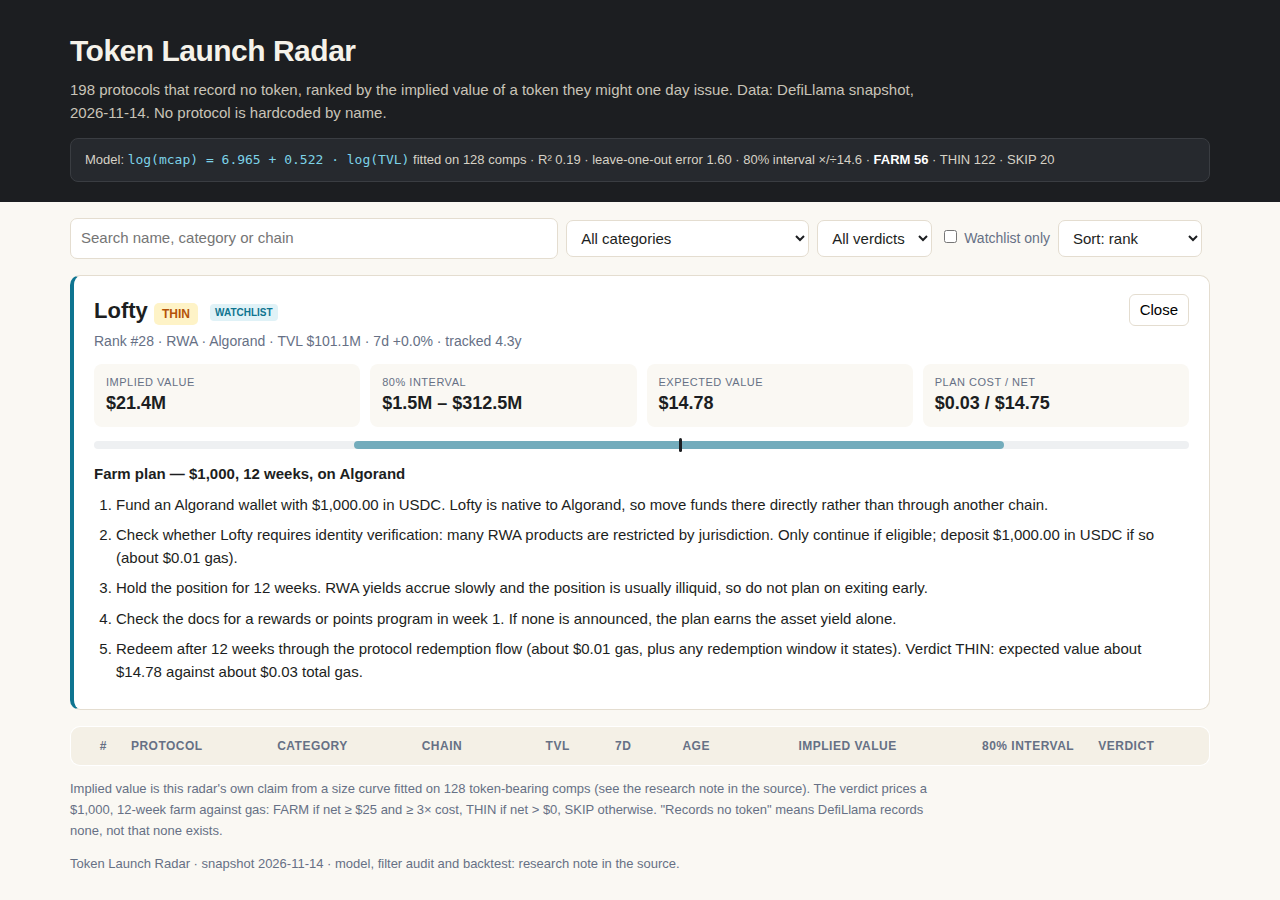 Token Launch Radar
198 protocols that record no token, ranked by the implied value of a token they might one day issue. Data: DefiLlama snapshot,
2026-11-14. No protocol is hardcoded by name.
Model: log(mcap) = 6.965 + 0.522 · log(TVL) fitted on 128 comps · R² 0.19 · leave-one-out error 1.60 · 80% interval ×/÷14.6 · FARM 56 · THIN 122 · SKIP 20
Search name, category or chain All categories All verdicts Watchlist only Sort: rank
Lofty THIN WATCHLIST Close
Rank #28 · RWA · Algorand · TVL $101.1M · 7d +0.0% · tracked 4.3y
IMPLIED VALUE 80% INTERVAL EXPECTED VALUE PLAN COST / NET
$21.4M $1.5M – $312.5M $14.78 $0.03 / $14.75
Farm plan — $1,000, 12 weeks, on Algorand
1. Fund an Algorand wallet with $1,000.00 in USDC. Lofty is native to Algorand, so move funds there directly rather than through another chain.
2. Check whether Lofty requires identity verification: many RWA products are restricted by jurisdiction. Only continue if eligible; deposit $1,000.00 in USDC if so
(about $0.01 gas).
3. Hold the position for 12 weeks. RWA yields accrue slowly and the position is usually illiquid, so do not plan on exiting early.
4. Check the docs for a rewards or points program in week 1. If none is announced, the plan earns the asset yield alone.
5. Redeem after 12 weeks through the protocol redemption flow (about $0.01 gas, plus any redemption window it states). Verdict THIN: expected value about
$14.78 against about $0.03 total gas.
# PROTOCOL CATEGORY CHAIN TVL 7D AGE IMPLIED VALUE 80% INTERVAL VERDICT
Implied value is this radar's own claim from a size curve fitted on 128 token-bearing comps (see the research note in the source). The verdict prices a
$1,000, 12-week farm against gas: FARM if net ≥ $25 and ≥ 3× cost, THIN if net > $0, SKIP otherwise. "Records no token" means DefiLlama records
none, not that none exists.
Token Launch Radar · snapshot 2026-11-14 · model, filter audit and backtest: research note in the source.